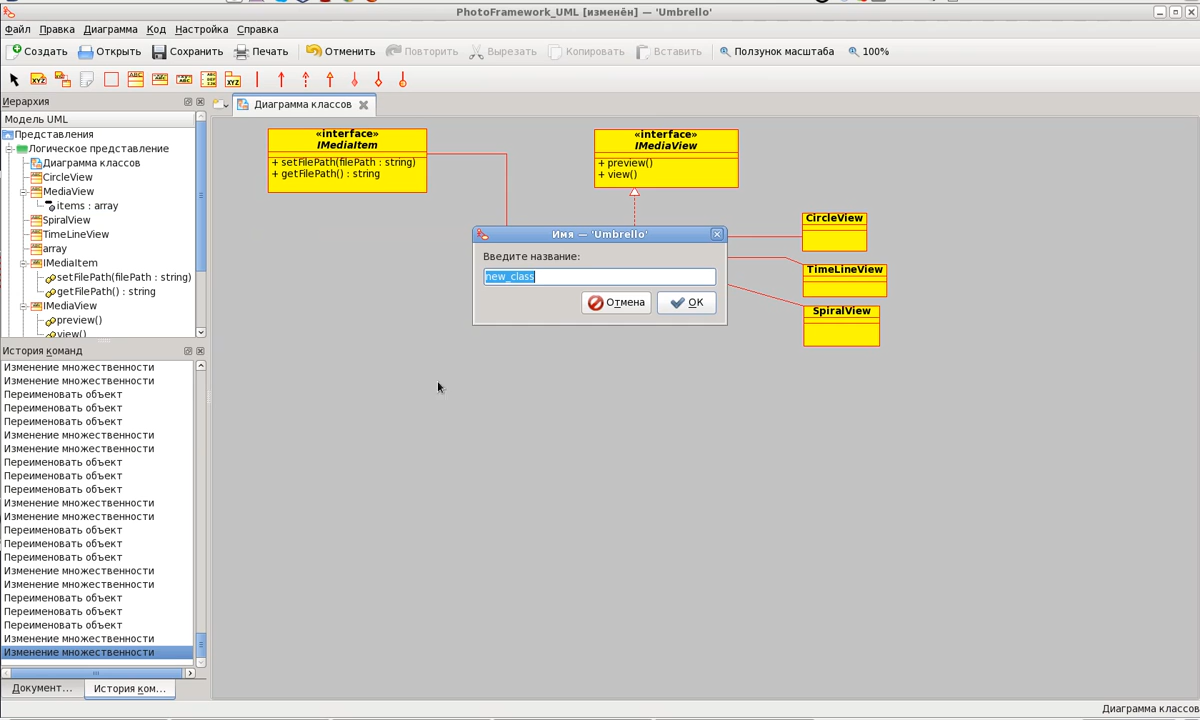 PhotoFramework_UML [изменён] — 'Umbrello'
Файл Правка Диаграмма Код Настройка Справка
Создать Открыть Сохранить Печать Отменить Повторить Вырезать Копировать Вставить Ползунок масштаба 100%
Иерархия
Диаграмма классов
Модель UML
Представления
Логическое представление
Диаграмма классов
CircleView
MediaView
items : array
SpiralView
TimeLineView
array
IMediaItem
setFilePath(filePath : string)
getFilePath() : string
IMediaView
preview()
view()
История команд
Изменение множественности
Изменение множественности
Переименовать объект
Переименовать объект
Переименовать объект
Изменение множественности
Изменение множественности
Переименовать объект
Переименовать объект
Переименовать объект
Изменение множественности
Изменение множественности
Переименовать объект
Переименовать объект
Переименовать объект
Изменение множественности
Изменение множественности
Переименовать объект
Переименовать объект
Переименовать объект
Изменение множественности
Изменение множественности
Документ...
История ком...
«interface»
IMediaItem
+ setFilePath(filePath : string)
+ getFilePath() : string
«interface»
IMediaView
+ preview()
+ view()
CircleView
TimeLineView
SpiralView
Имя — 'Umbrello'
Введите название:
new_class
Отмена
OK
Диаграмма классов